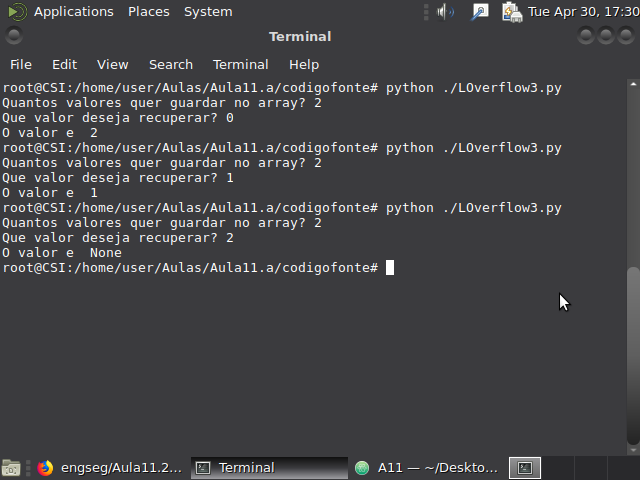 Applications Places System Tue Apr 30, 17:30
Terminal
File Edit View Search Terminal Help
root@CSI:/home/user/Aulas/Aula11.a/codigofonte# python ./LOverflow3.py
Quantos valores quer guardar no array? 2
Que valor deseja recuperar? 0
O valor e  2
root@CSI:/home/user/Aulas/Aula11.a/codigofonte# python ./LOverflow3.py
Quantos valores quer guardar no array? 2
Que valor deseja recuperar? 1
O valor e  1
root@CSI:/home/user/Aulas/Aula11.a/codigofonte# python ./LOverflow3.py
Quantos valores quer guardar no array? 2
Que valor deseja recuperar? 2
O valor e  None
root@CSI:/home/user/Aulas/Aula11.a/codigofonte#
engseg/Aula11.2... Terminal A11 — ~/Deskto...